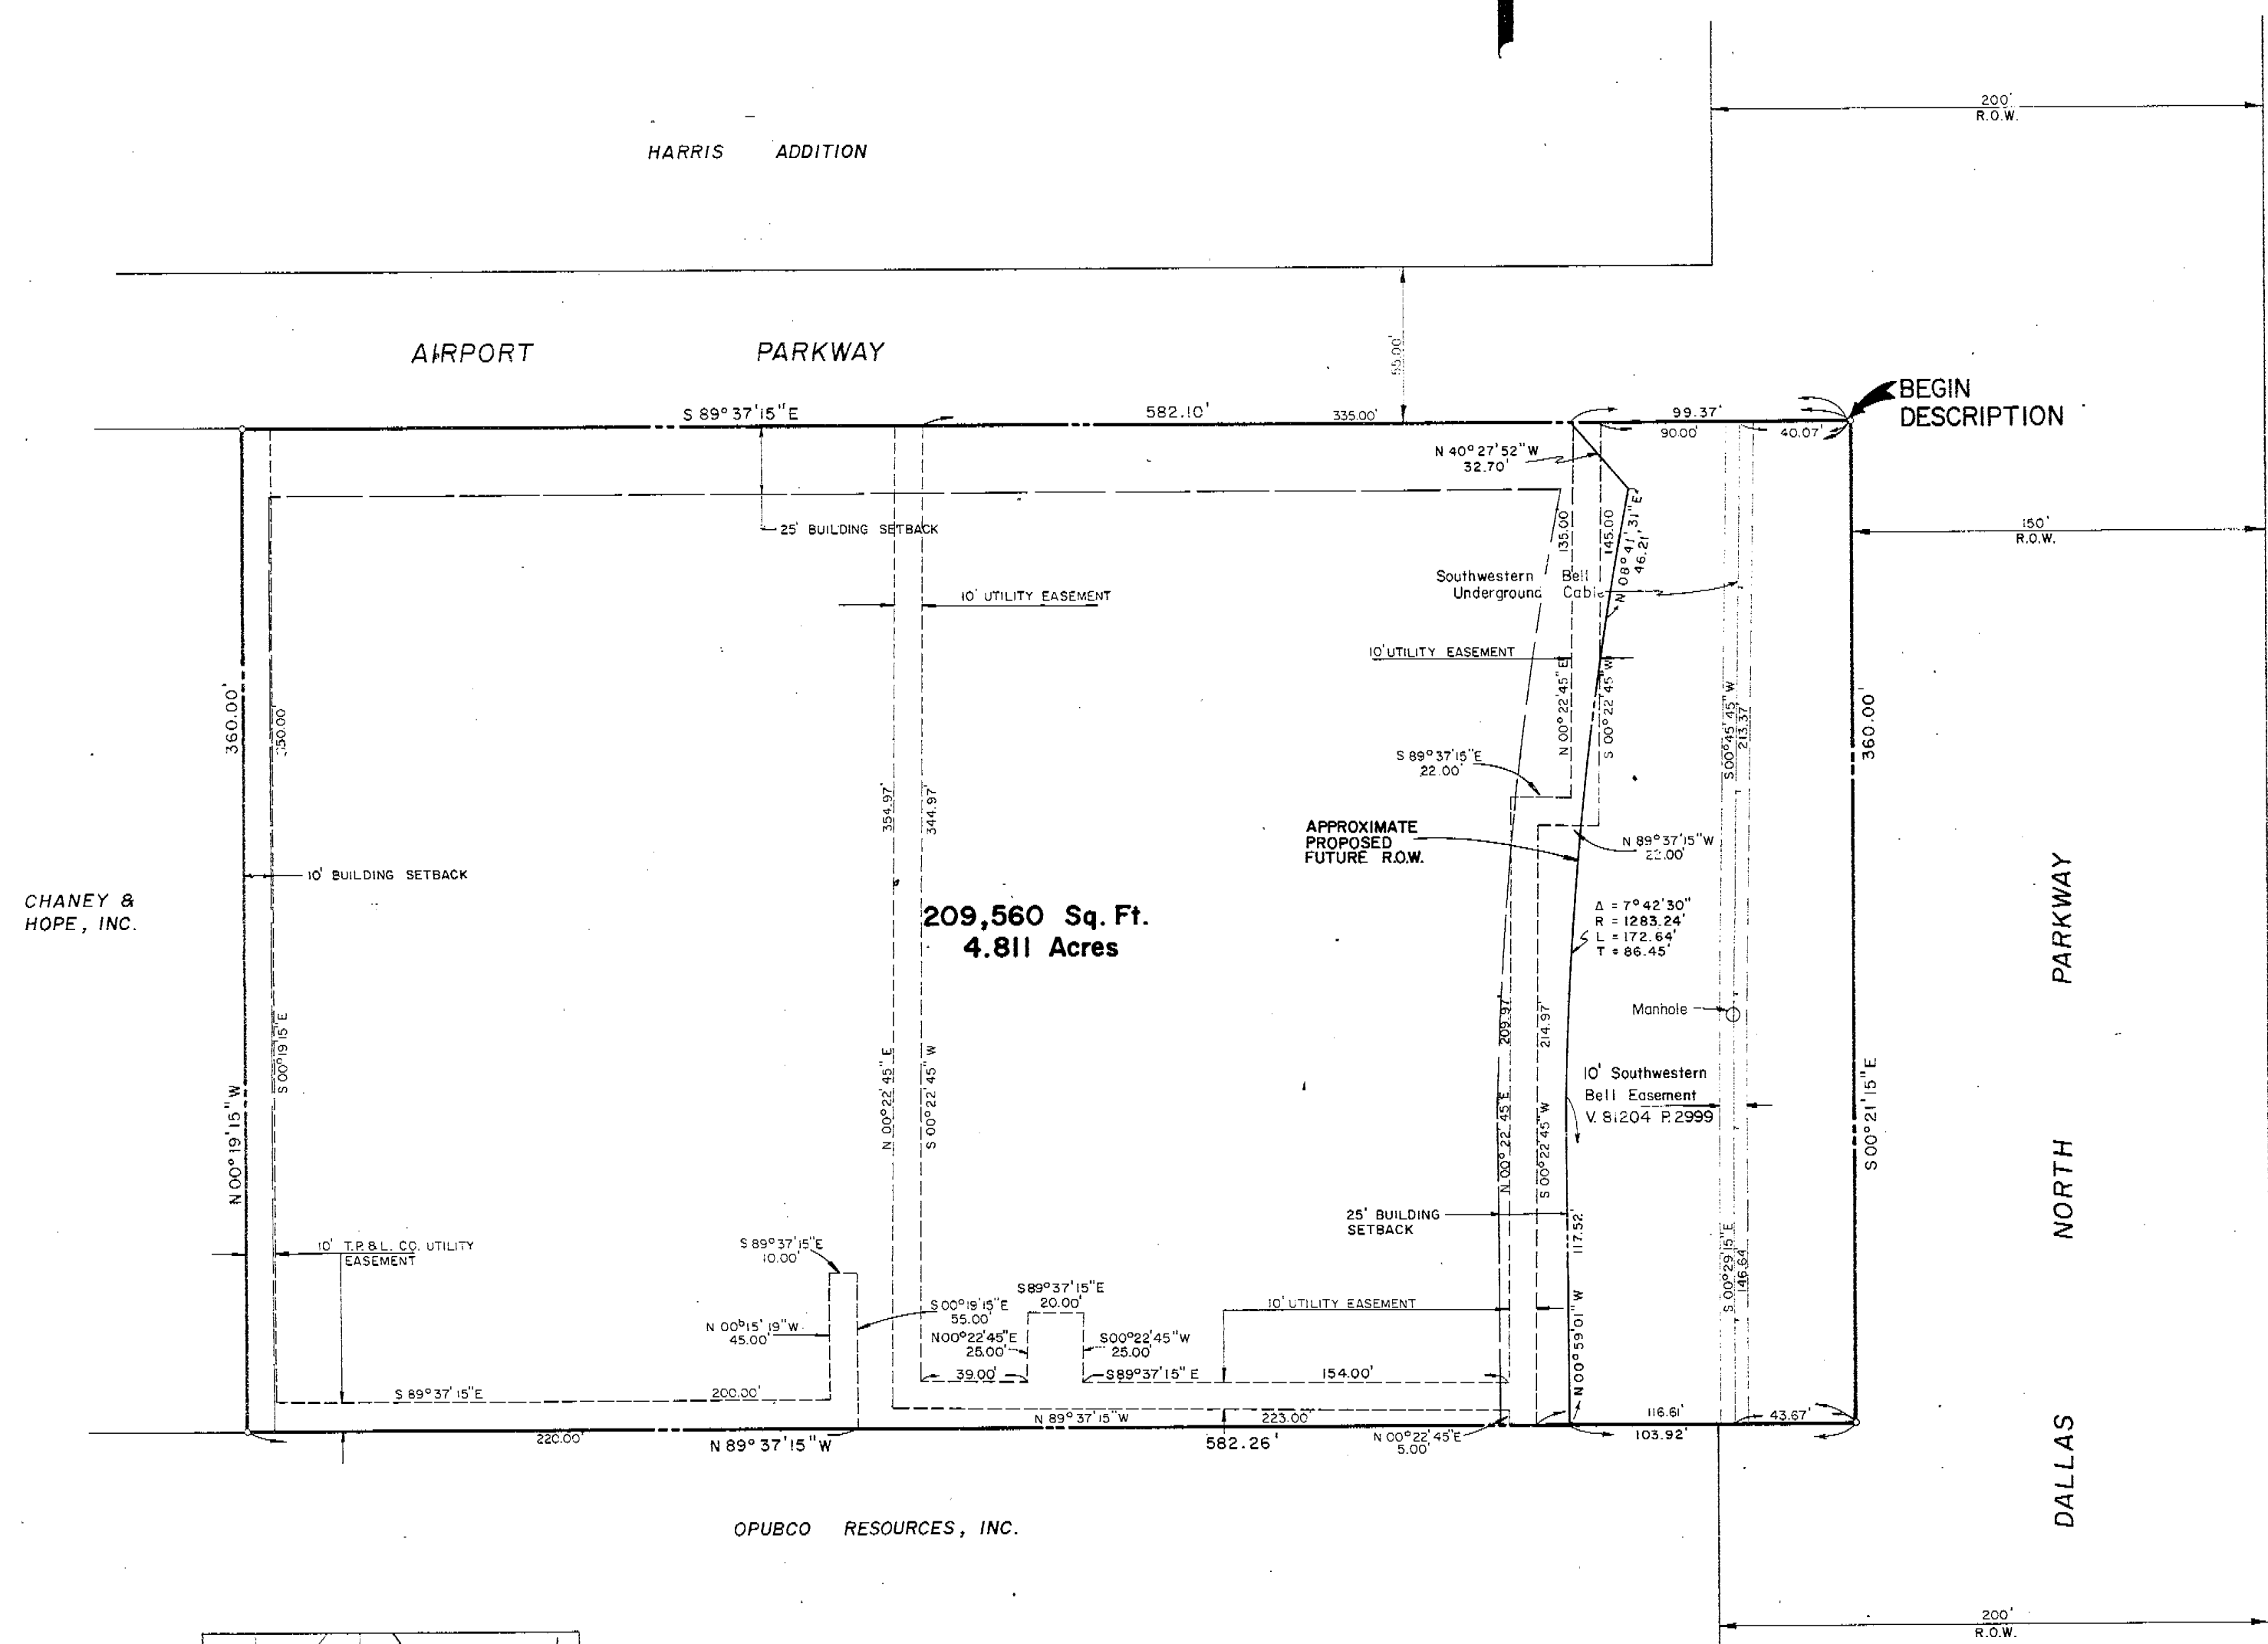 200'
R.O.W.
HARRIS ADDITION
AIRPORT PARKWAY
55.00'
BEGIN
DESCRIPTION
S 89° 37' 15" E
582.10'
335.00'
99.37'
90.00'
40.07'
N 40° 27' 52" W
32.70'
25' BUILDING SETBACK
135.00
145.00
N 08° 41' 31" E
46.21'
150'
R.O.W.
Southwestern Bell
Underground Cable
10' UTILITY EASEMENT
10' UTILITY EASEMENT
N 00° 22' 45" E
S 00° 22' 45" W
S 00° 45' 45" W
213.37'
360.00'
360.00'
S 89° 37' 15" E
22.00'
354.97'
344.97'
APPROXIMATE
PROPOSED
FUTURE R.O.W.
N 89° 37' 15" W
22.00'
10' BUILDING SETBACK
CHANEY &
HOPE, INC.
209,560 Sq. Ft.
4.811 Acres
Δ = 7° 42' 30"
R = 1283.24'
L = 172.64'
T = 86.45'
209.97'
214.97'
Manhole
10' Southwestern
Bell Easement
V. 81204 P. 2999
N 00° 19' 15" W
S 00° 19' 15" E
N 00° 22' 45" E
S 00° 22' 45" W
N 00° 22' 45" E
S 00° 22' 45" W
S 00° 21' 15" E
DALLAS NORTH PARKWAY
25' BUILDING
SETBACK
117.52'
N 00° 59' 01" W
S 00° 29' 15" E
146.64'
10' T.P. & L. CO. UTILITY
EASEMENT
S 89° 37' 15" E
10.00'
S 00° 19' 15" E
55.00'
N 00° 15' 19" W
45.00'
S 89° 37' 15" E
20.00'
N 00° 22' 45" E
25.00'
S 00° 22' 45" W
25.00'
10' UTILITY EASEMENT
39.00'
S 89° 37' 15" E
154.00'
S 89° 37' 15" E
200.00'
N 89° 37' 15" W
223.00'
116.61'
43.67'
220.00'
N 89° 37' 15" W
582.26'
N 00° 22' 45" E
5.00'
103.92'
OPUBCO RESOURCES, INC.
200'
R.O.W.